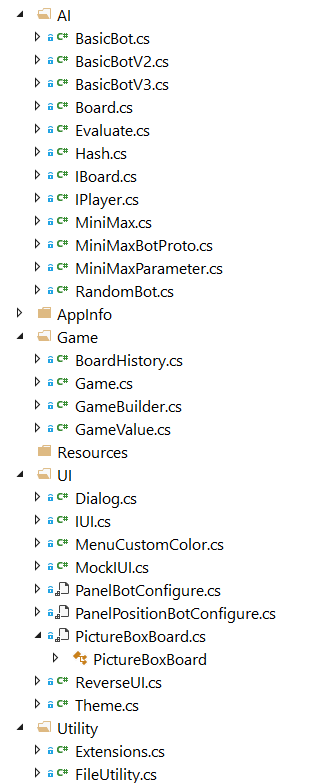 AI
C# BasicBot.cs
C# BasicBotV2.cs
C# BasicBotV3.cs
C# Board.cs
C# Evaluate.cs
C# Hash.cs
C# IBoard.cs
C# IPlayer.cs
C# MiniMax.cs
C# MiniMaxBotProto.cs
C# MiniMaxParameter.cs
C# RandomBot.cs
AppInfo
Game
C# BoardHistory.cs
C# Game.cs
C# GameBuilder.cs
C# GameValue.cs
Resources
UI
C# Dialog.cs
C# IUI.cs
C# MenuCustomColor.cs
C# MockIUI.cs
PanelBotConfigure.cs
PanelPositionBotConfigure.cs
PictureBoxBoard.cs
PictureBoxBoard
C# ReverseUI.cs
C# Theme.cs
Utility
C# Extensions.cs
C# FileUtility.cs